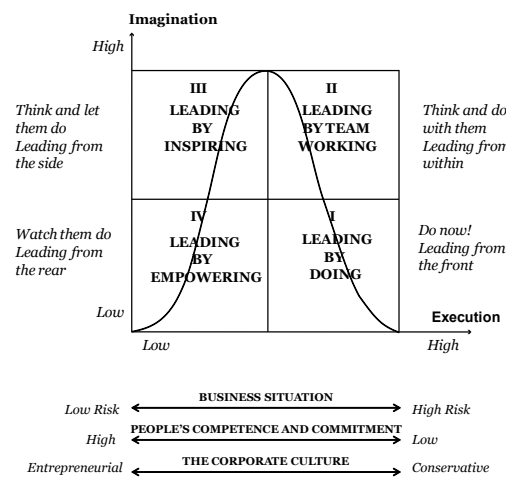 Imagination
High
III
LEADING
BY
INSPIRING
II
LEADING
BY TEAM
WORKING
Think and let
them do
Leading from
the side
Think and do
with them
Leading from
within
IV
LEADING
BY
EMPOWERING
I
LEADING
BY
DOING
Watch them do
Leading from
the rear
Do now!
Leading from
the front
Low
Execution
Low
High
BUSINESS SITUATION
Low Risk
High Risk
PEOPLE'S COMPETENCE AND COMMITMENT
High
Low
THE CORPORATE CULTURE
Entrepreneurial
Conservative